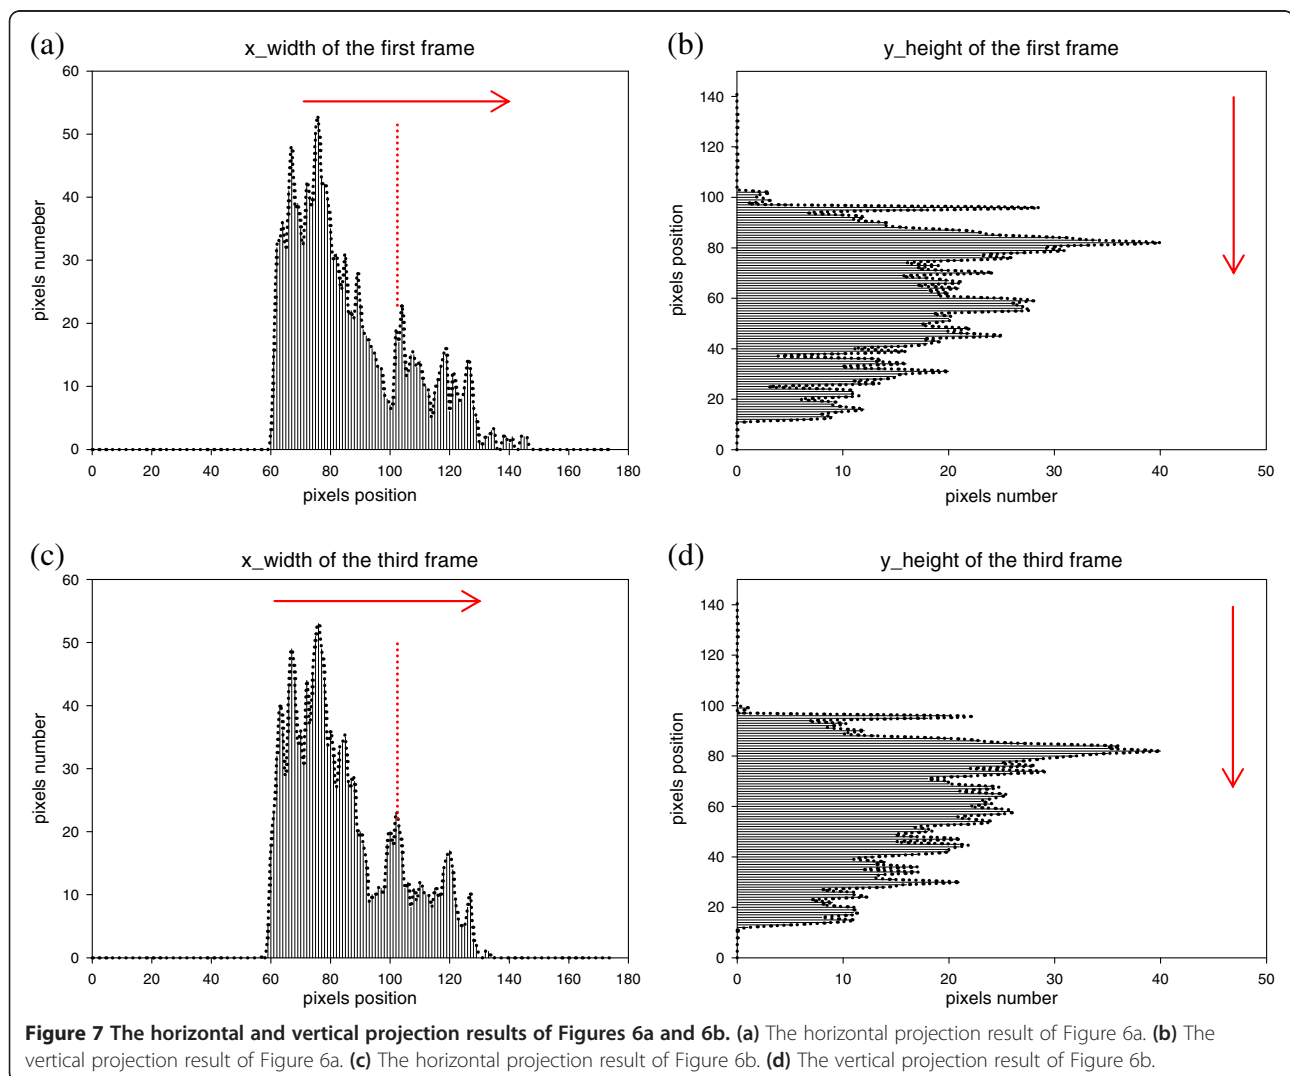 (a)
x_width of the first frame
60
50
40
30
20
10
0
pixels numeber
0 20 40 60 80 100 120 140 160 180
pixels position
(b)
y_height of the first frame
140
120
100
80
60
40
20
0
pixels position
0 10 20 30 40 50
pixels number
(c)
x_width of the third frame
60
50
40
30
20
10
0
pixels number
0 20 40 60 80 100 120 140 160 180
pixels position
(d)
y_height of the third frame
140
120
100
80
60
40
20
0
pixels position
0 10 20 30 40 50
pixels number
Figure 7 The horizontal and vertical projection results of Figures 6a and 6b. (a) The horizontal projection result of Figure 6a. (b) The
vertical projection result of Figure 6a. (c) The horizontal projection result of Figure 6b. (d) The vertical projection result of Figure 6b.